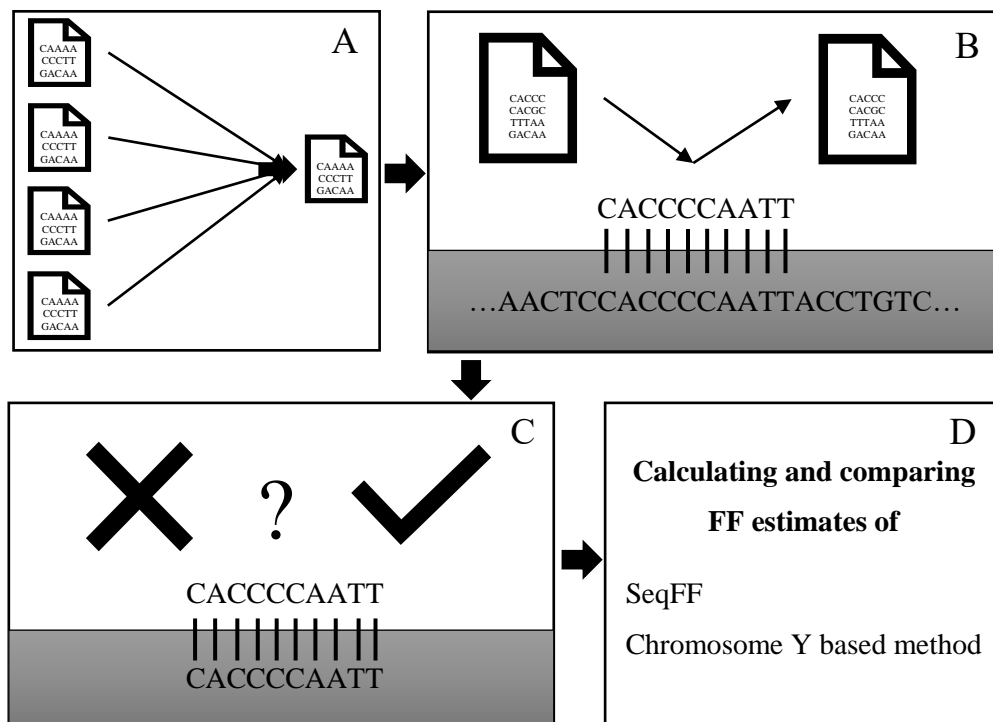 A
CAAAA
CCCTT
GACAA
CAAAA
CCCTT
GACAA
CAAAA
CCCTT
GACAA
CAAAA
CCCTT
GACAA
CAAAA
CCCTT
GACAA
B
CACCC
CACGC
TTTAA
GACAA
CACCC
CACGC
TTTAA
GACAA
CACCCCAATT
…AACTCCACCCCAATTACCTGTC…
C
?
CACCCCAATT
CACCCCAATT
D
Calculating and comparing
FF estimates of
SeqFF
Chromosome Y based method